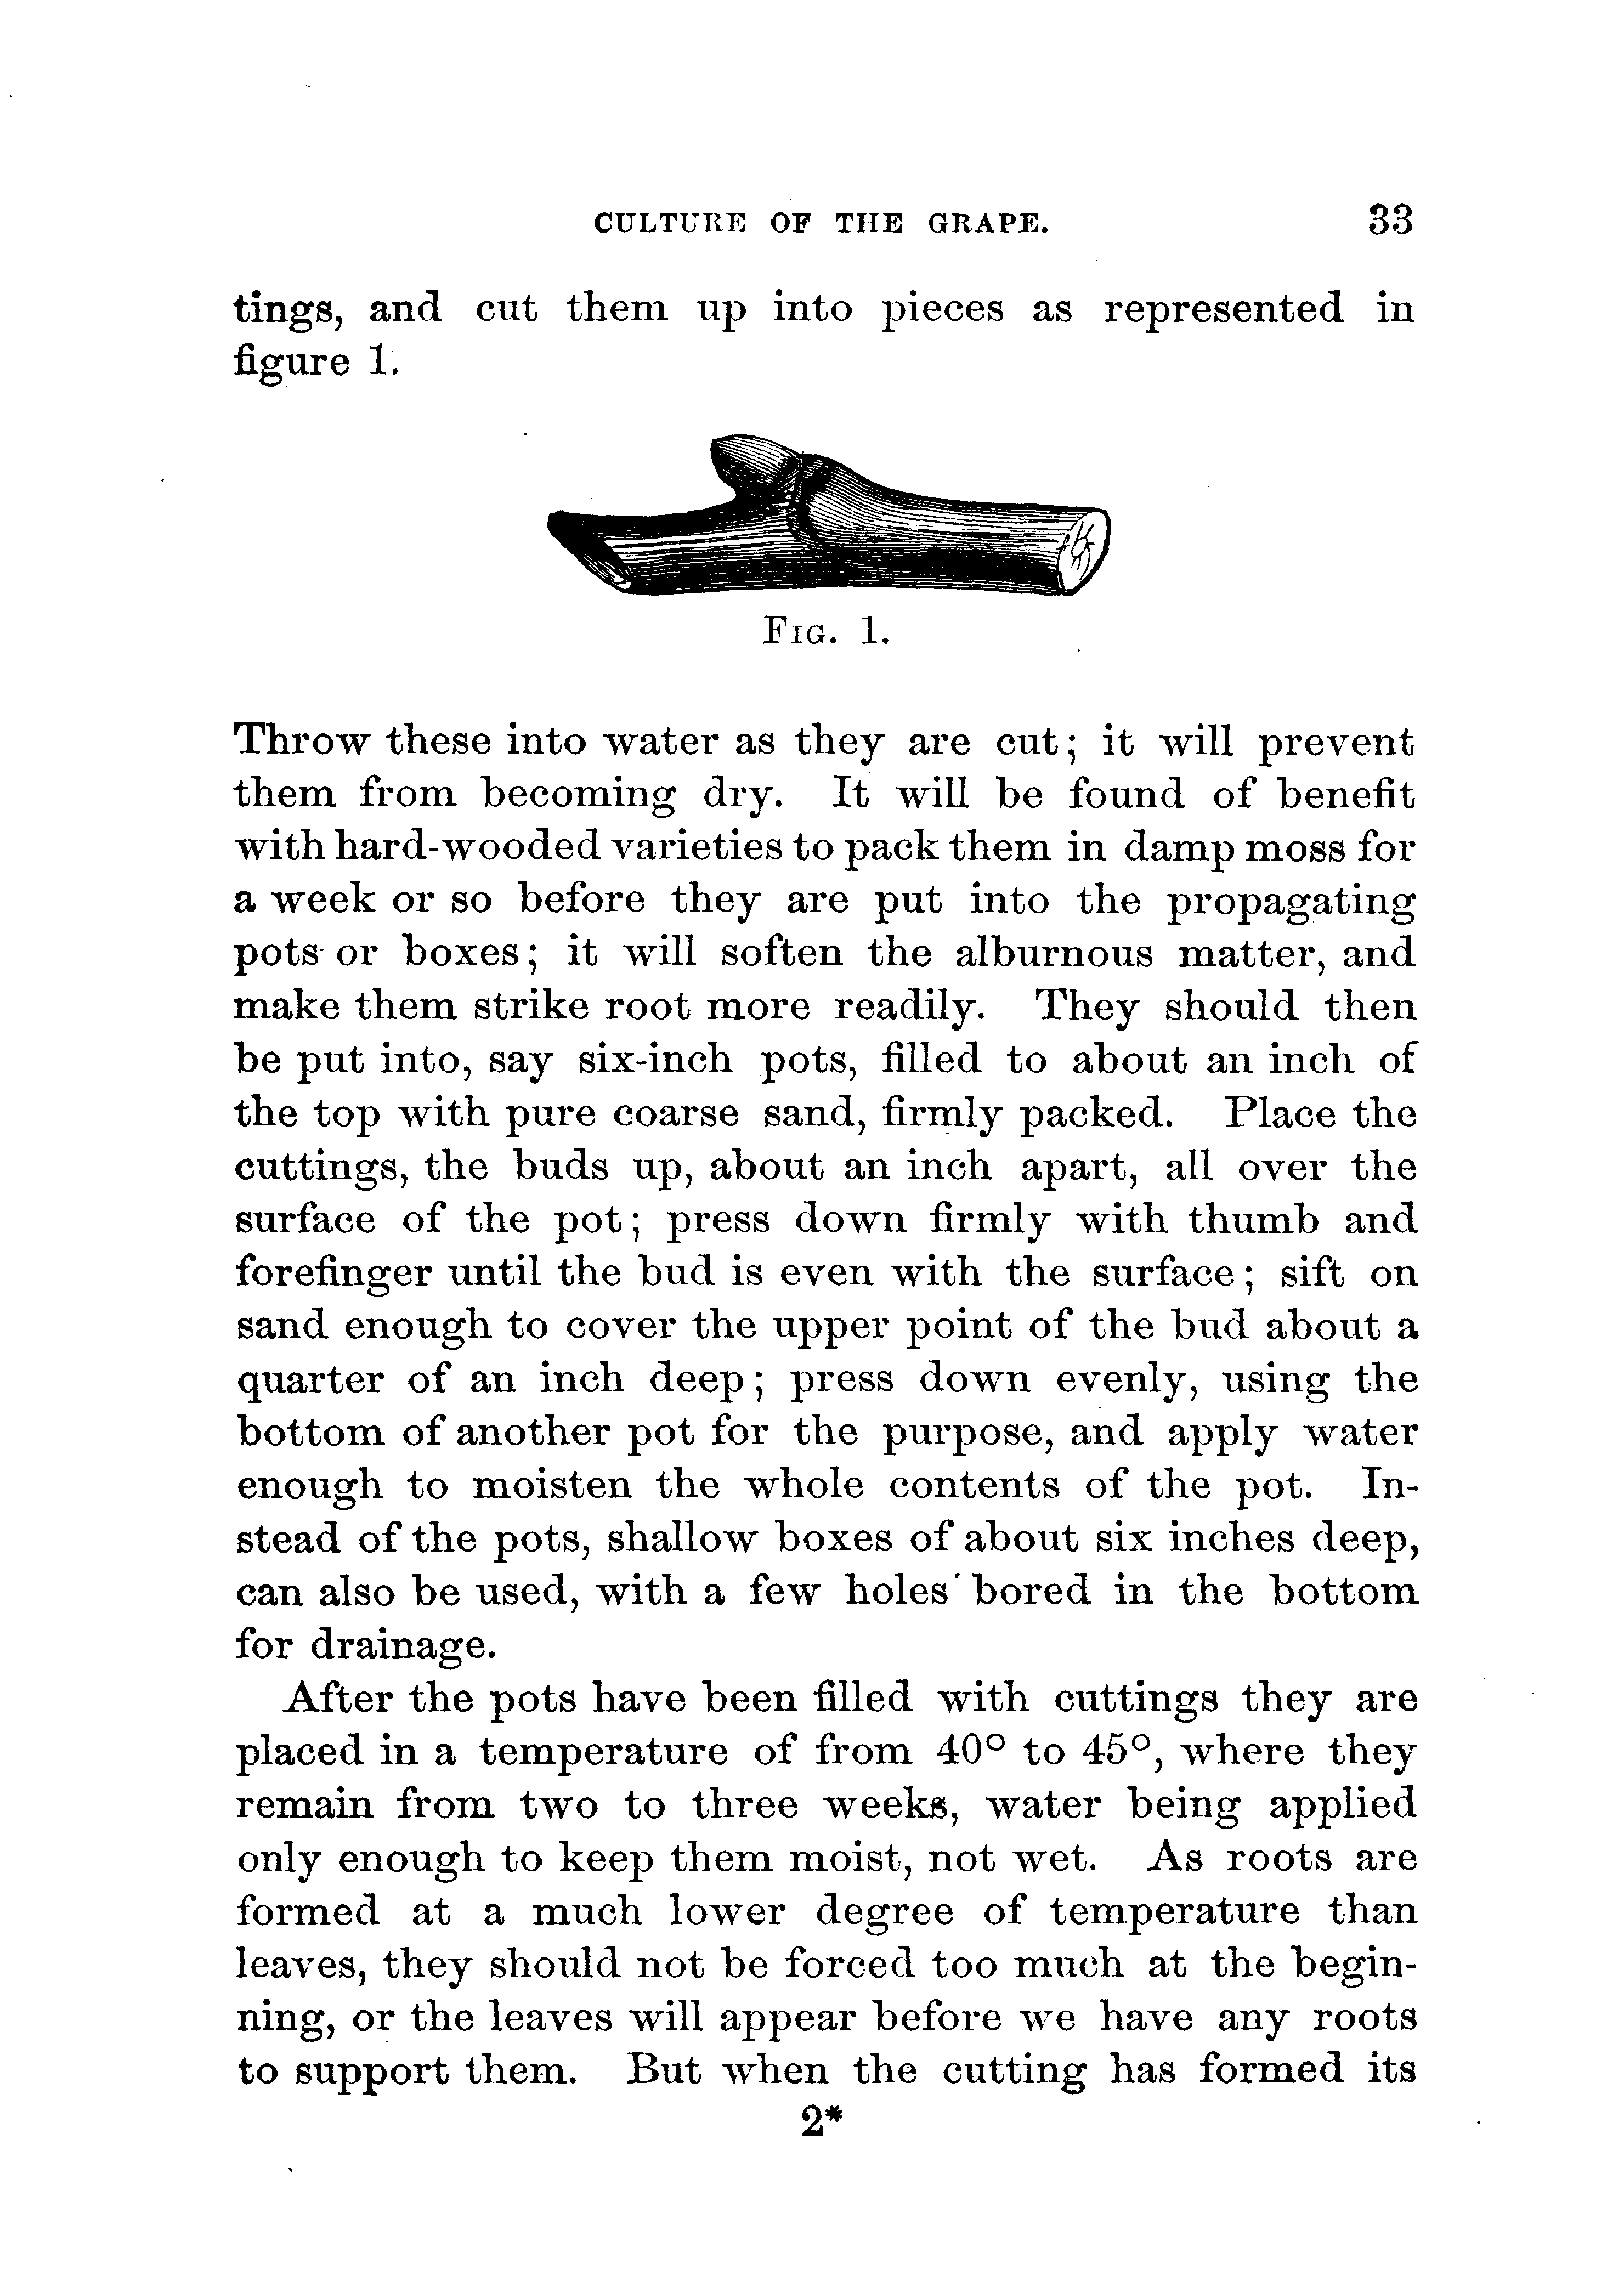 CULTURE OF THE GRAPE. 33
tings, and cut them up into pieces as represented in
figure 1.
Fig. 1.
Throw these into water as they are cut; it will prevent
them from becoming dry. It will be found of benefit
with hard-wooded varieties to pack them in damp moss for
a week or so before they are put into the propagating
pots or boxes; it will soften the alburnous matter, and
make them strike root more readily. They should then
be put into, say six-inch pots, filled to about an inch of
the top with pure coarse sand, firmly packed. Place the
cuttings, the buds up, about an inch apart, all over the
surface of the pot; press down firmly with thumb and
forefinger until the bud is even with the surface; sift on
sand enough to cover the upper point of the bud about a
quarter of an inch deep; press down evenly, using the
bottom of another pot for the purpose, and apply water
enough to moisten the whole contents of the pot. In-
stead of the pots, shallow boxes of about six inches deep,
can also be used, with a few holes bored in the bottom
for drainage.
After the pots have been filled with cuttings they are
placed in a temperature of from 40° to 45°, where they
remain from two to three weeks, water being applied
only enough to keep them moist, not wet. As roots are
formed at a much lower degree of temperature than
leaves, they should not be forced too much at the begin-
ning, or the leaves will appear before we have any roots
to support them. But when the cutting has formed its
2*